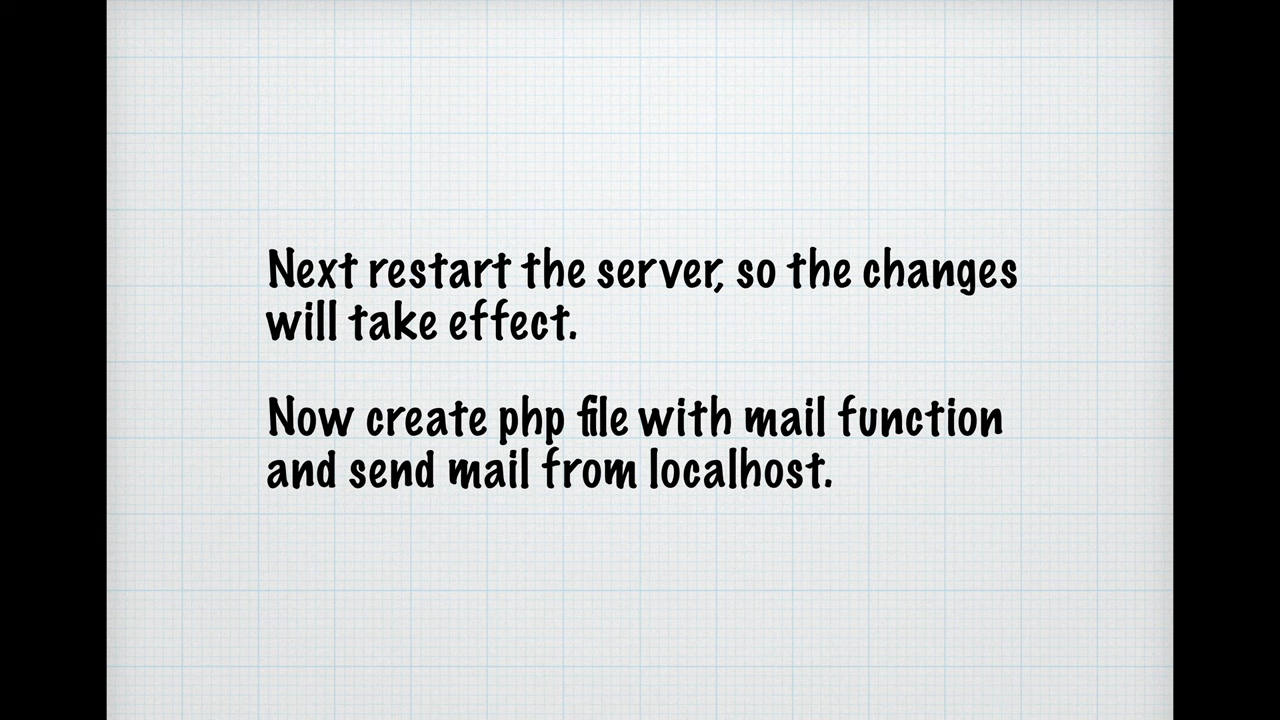 Next restart the server, so the changes
will take effect.
Now create php file with mail function
and send mail from localhost.